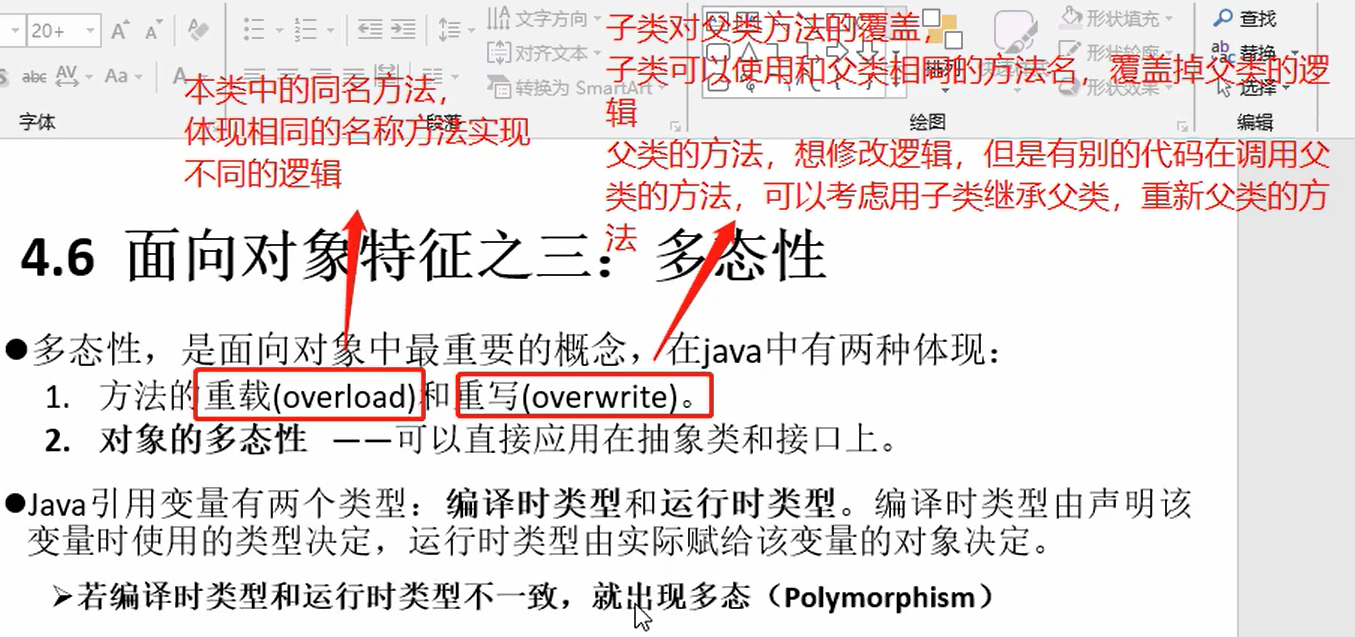 20+
文字方向
对齐文本
转换为 SmartArt
形状填充
形状轮廓
形状效果
查找
替换
选择
abc AV Aa A
字体
段落
绘图
编辑
本类中的同名方法，
体现相同的名称方法实现
不同的逻辑
子类对父类方法的覆盖，
子类可以使用和父类相同的方法名，覆盖掉父类的逻
辑
父类的方法，想修改逻辑，但是有别的代码在调用父
类的方法，可以考虑用子类继承父类，重新父类的方
法
4.6 面向对象特征之三：多态性
●多态性，是面向对象中最重要的概念，在java中有两种体现：
1. 方法的重载(overload)和重写(overwrite)。
2. 对象的多态性 ——可以直接应用在抽象类和接口上。
●Java引用变量有两个类型：编译时类型和运行时类型。编译时类型由声明该
变量时使用的类型决定，运行时类型由实际赋给该变量的对象决定。
➢若编译时类型和运行时类型不一致，就出现多态（Polymorphism）